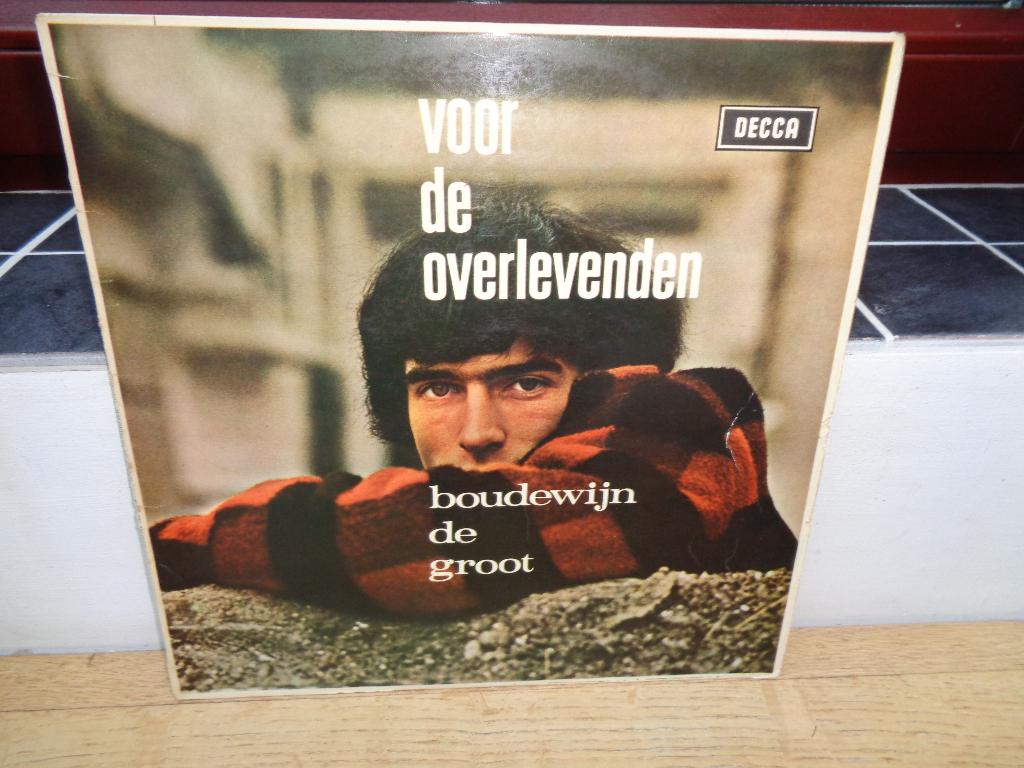 voor
de
overlevenden
DECCA
boudewijn
de
groot